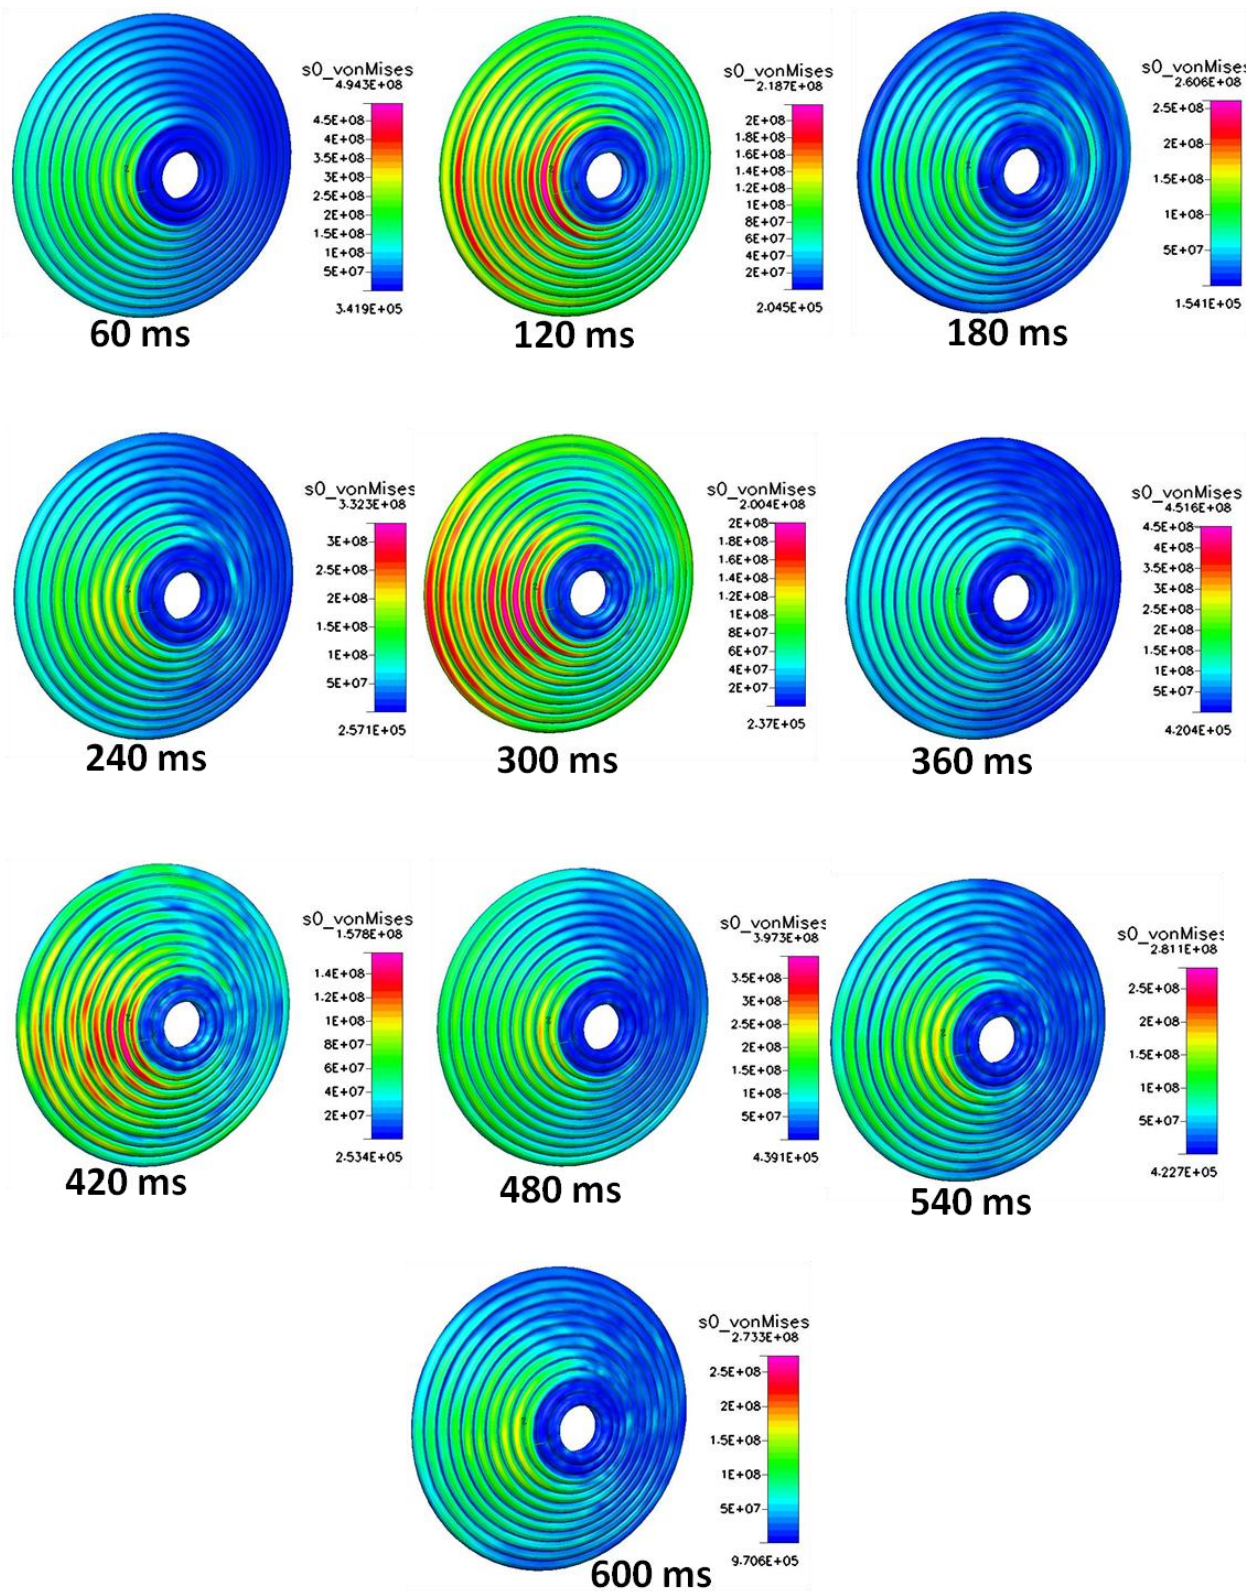 s0_vonMises
4.943E+08
4.5E+08
4E+08
3.5E+08
3E+08
2.5E+08
2E+08
1.5E+08
1E+08
5E+07
3.419E+05
60 ms
s0_vonMises
2.187E+08
2E+08
1.8E+08
1.6E+08
1.4E+08
1.2E+08
1E+08
8E+07
6E+07
4E+07
2E+07
2.045E+05
120 ms
s0_vonMises
2.606E+08
2.5E+08
2E+08
1.5E+08
1E+08
5E+07
1.541E+05
180 ms
s0_vonMises
3.323E+08
3E+08
2.5E+08
2E+08
1.5E+08
1E+08
5E+07
2.571E+05
240 ms
s0_vonMises
2.004E+08
2E+08
1.8E+08
1.6E+08
1.4E+08
1.2E+08
1E+08
8E+07
6E+07
4E+07
2E+07
2.37E+05
300 ms
s0_vonMises
4.516E+08
4.5E+08
4E+08
3.5E+08
3E+08
2.5E+08
2E+08
1.5E+08
1E+08
5E+07
4.204E+05
360 ms
s0_vonMises
1.578E+08
1.4E+08
1.2E+08
1E+08
8E+07
6E+07
4E+07
2E+07
2.534E+05
420 ms
s0_vonMises
3.973E+08
3.5E+08
3E+08
2.5E+08
2E+08
1.5E+08
1E+08
5E+07
4.391E+05
480 ms
s0_vonMises
2.811E+08
2.5E+08
2E+08
1.5E+08
1E+08
5E+07
4.227E+05
540 ms
s0_vonMises
2.733E+08
2.5E+08
2E+08
1.5E+08
1E+08
5E+07
9.706E+05
600 ms